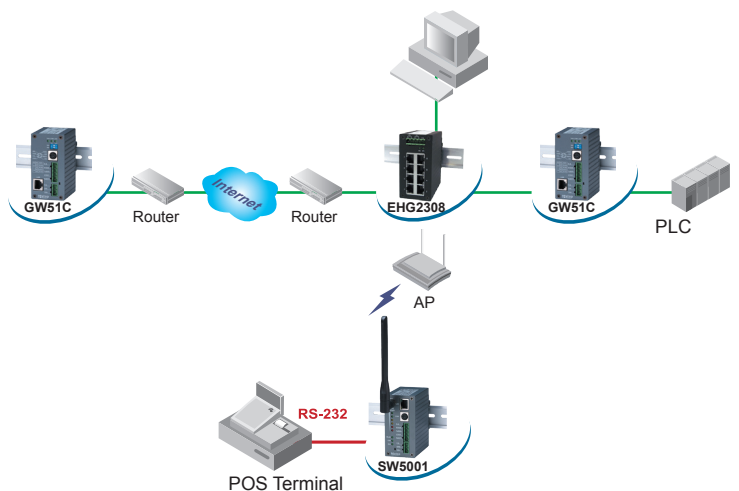 Internet
GW51C
Router
Router
EHG2308
GW51C
PLC
AP
RS-232
SW5001
POS Terminal